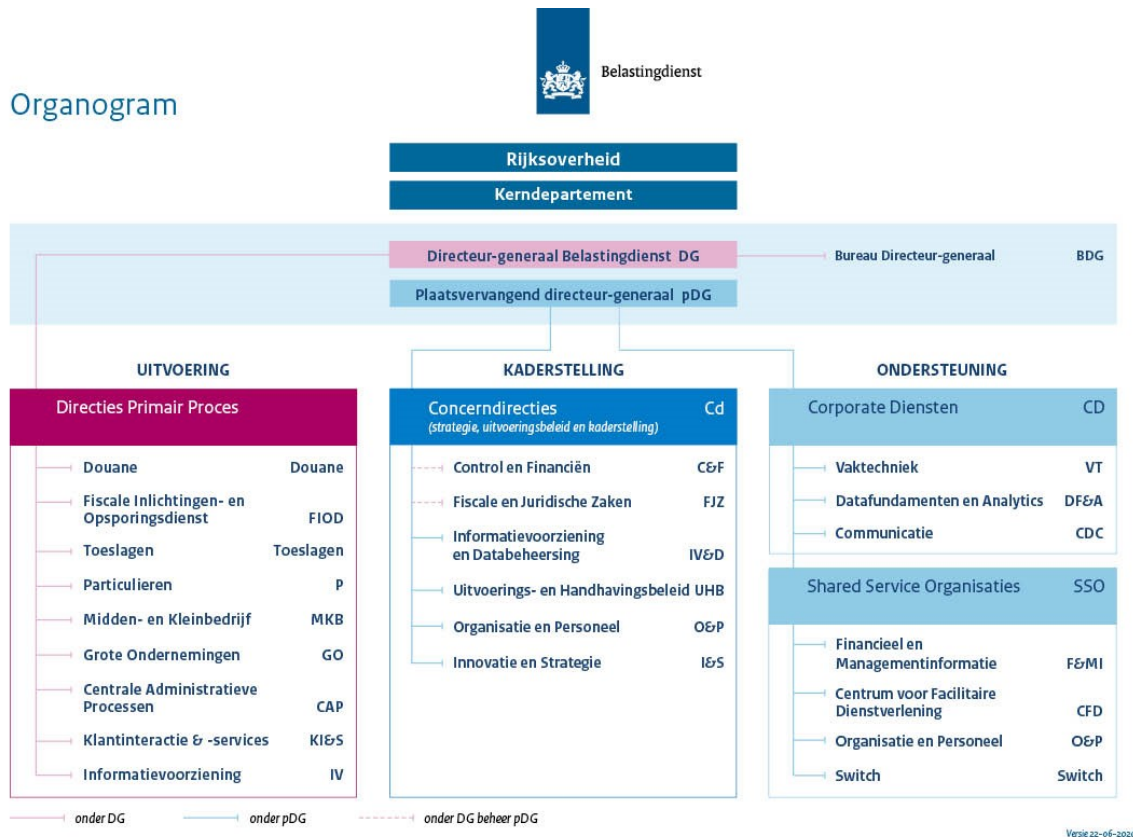 Belastingdienst
Organogram
Rijksoverheid
Kerndepartement
Directeur-generaal Belastingdienst DG
Bureau Directeur-generaal BDG
Plaatsvervangend directeur-generaal pDG
UITVOERING
Directies Primair Proces
Douane Douane
Fiscale Inlichtingen- en
Opsporingsdienst FIOD
Toeslagen Toeslagen
Particulieren P
Midden- en Kleinbedrijf MKB
Grote Ondernemingen GO
Centrale Administratieve
Processen CAP
Klantinteractie & -services KI&S
Informatievoorziening IV
KADERSTELLING
Concerndirecties Cd
(strategie, uitvoeringsbeleid en kaderstelling)
Control en Financiën C&F
Fiscale en Juridische Zaken FJZ
Informatievoorziening
en Databeheersing IV&D
Uitvoerings- en Handhavingsbeleid UHB
Organisatie en Personeel O&P
Innovatie en Strategie I&S
ONDERSTEUNING
Corporate Diensten CD
Vaktechniek VT
Datafundamenten en Analytics DF&A
Communicatie CDC
Shared Service Organisaties SSO
Financieel en
Managementinformatie F&MI
Centrum voor Facilitaire
Dienstverlening CFD
Organisatie en Personeel O&P
Switch Switch
onder DG
onder pDG
onder DG beheer pDG
Versie 22-06-2020